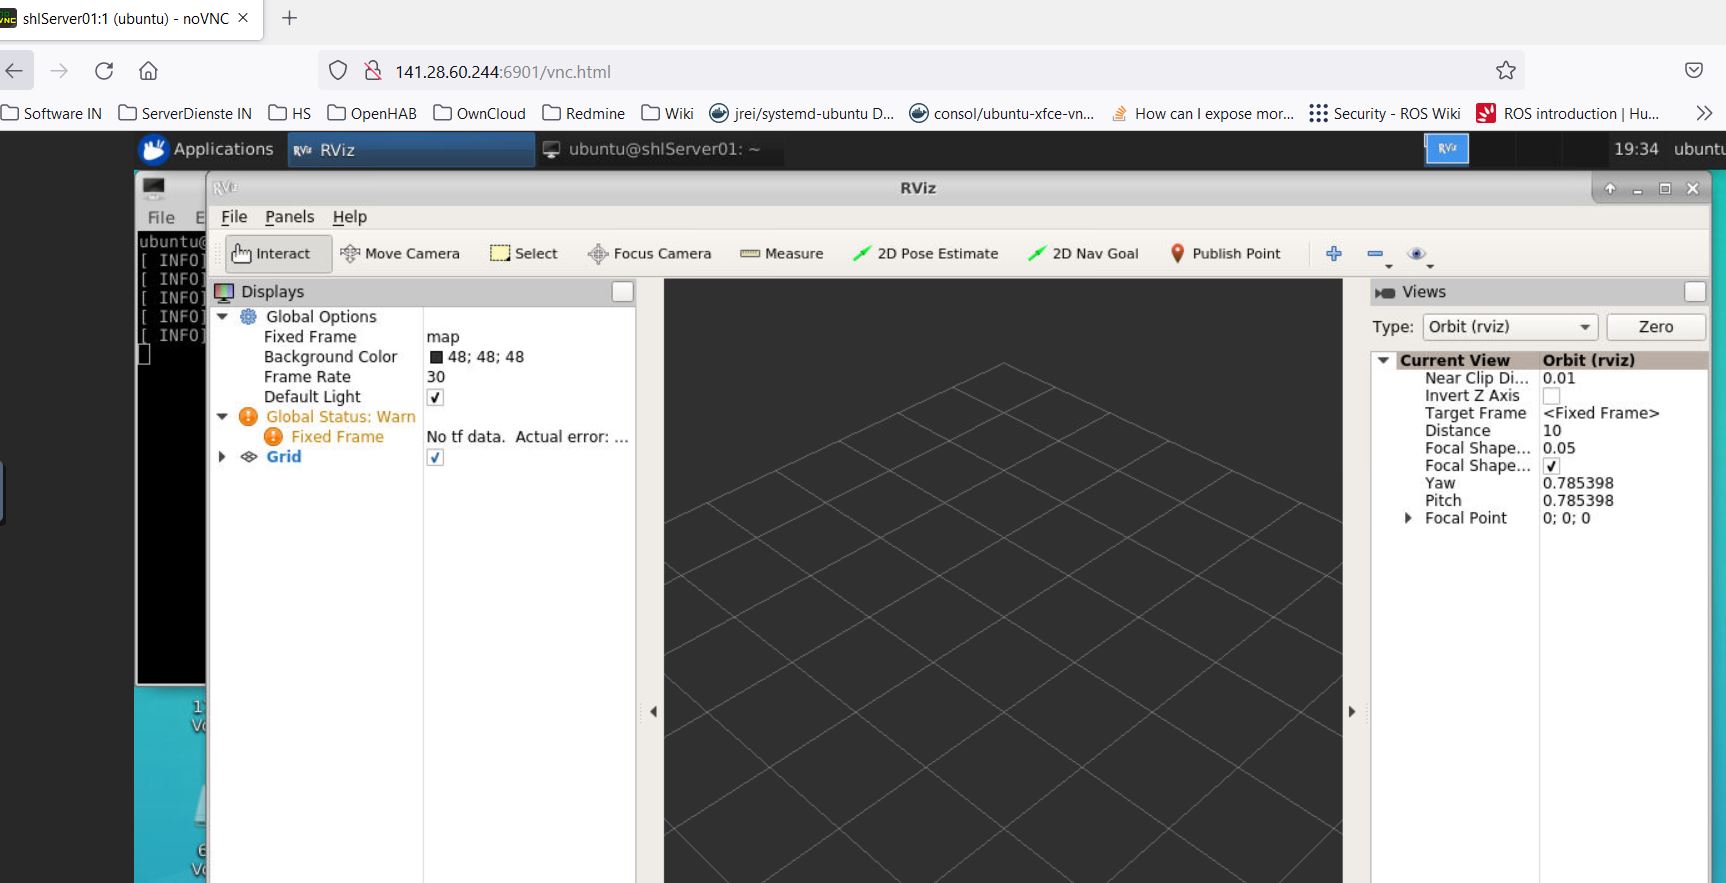 shlServer01:1 (ubuntu) - noVNC
141.28.60.244:6901/vnc.html
Software IN ServerDienste IN HS OpenHAB OwnCloud Redmine Wiki jrei/systemd-ubuntu D... consol/ubuntu-xfce-vn... How can I expose mor... Security - ROS Wiki ROS introduction | Hu...
Applications RViz RViz ubuntu@shlServer01: ~ RViz 19:34 ubuntu
RViz RViz
File E
File Panels Help
ubuntu@
[ INFO]
[ INFO]
[ INFO]
[ INFO]
[ INFO]
Interact Move Camera Select Focus Camera Measure 2D Pose Estimate 2D Nav Goal Publish Point
Displays
Global Options
Fixed Frame map
Background Color 48; 48; 48
Frame Rate 30
Default Light
Global Status: Warn
Fixed Frame No tf data. Actual error: ...
Grid
Views
Type: Orbit (rviz) Zero
Current View Orbit (rviz)
Near Clip Di... 0.01
Invert Z Axis
Target Frame <Fixed Frame>
Distance 10
Focal Shape... 0.05
Focal Shape...
Yaw 0.785398
Pitch 0.785398
Focal Point 0; 0; 0